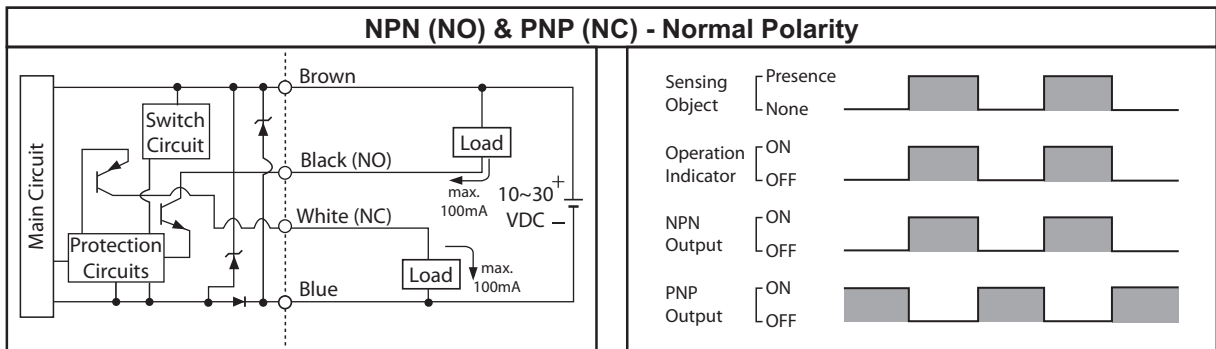 NPN (NO) & PNP (NC) - Normal Polarity
Main Circuit
Switch
Circuit
Protection
Circuits
Brown
Black (NO)
White (NC)
Blue
Load
max.
100mA
10~30
VDC
+
−
Load
max.
100mA
Sensing
Object
Presence
None
Operation
Indicator
ON
OFF
NPN
Output
ON
OFF
PNP
Output
ON
OFF